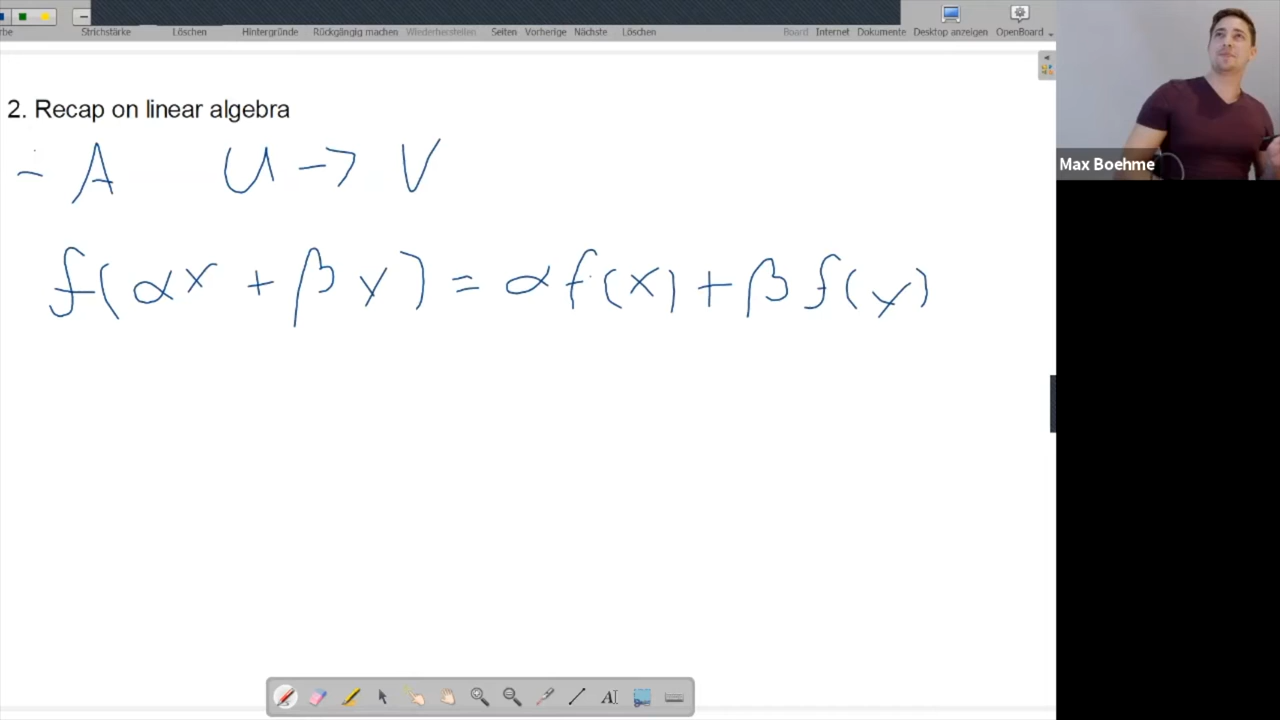 Strichstärke Löschen Hintergründe Rückgängig machen Wiederherstellen Seiten Vorherige Nächste Löschen Board Internet Dokumente Desktop anzeigen OpenBoard
2. Recap on linear algebra
- A U → V
f(αx + βy) = αf(x) + βf(y)
Max Boehme
AI